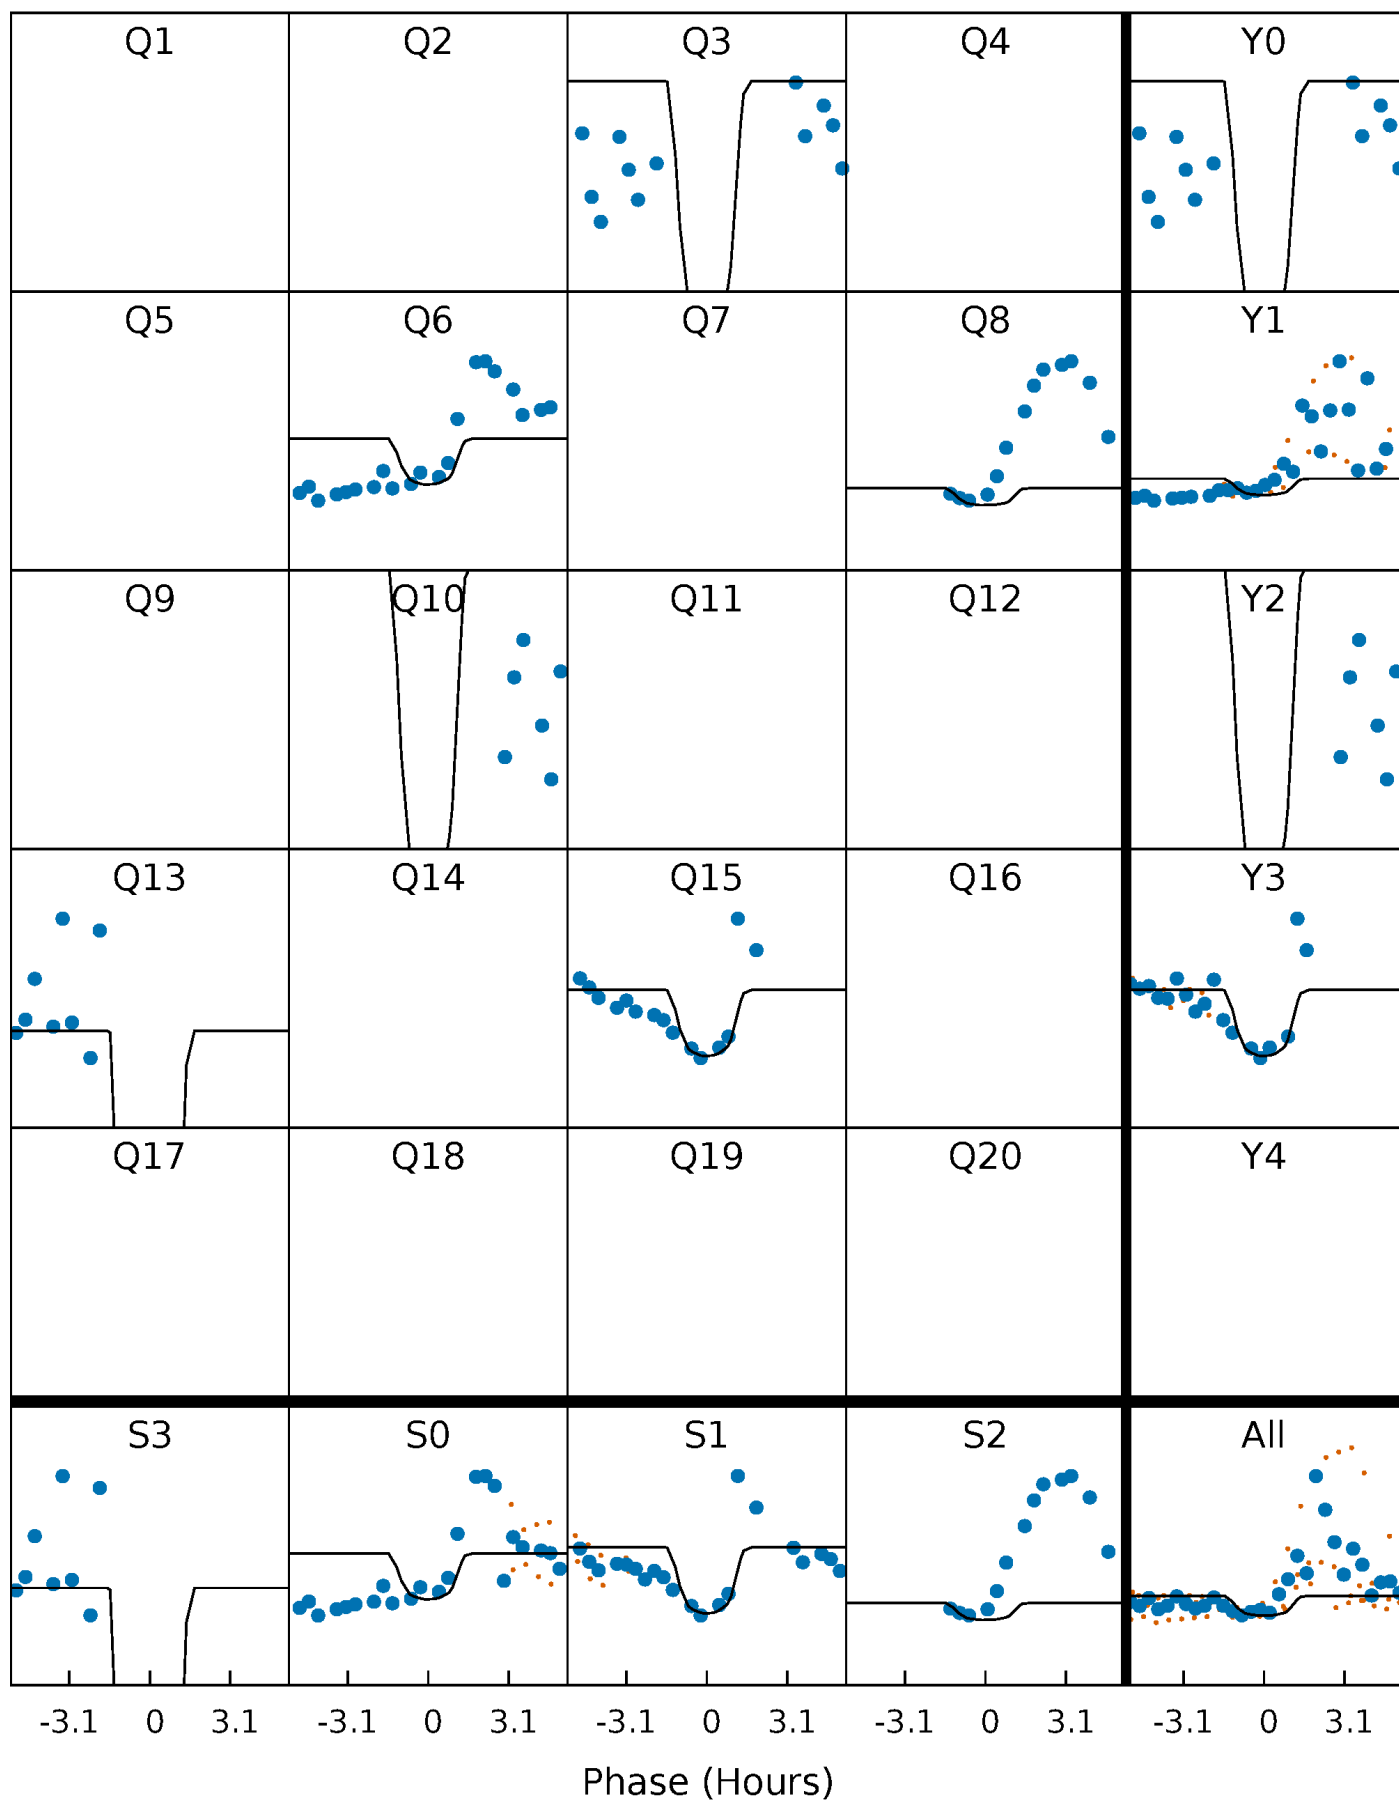 Q1 Q2 Q3 Q4 Y0
Q5 Q6 Q7 Q8 Y1
Q9 Q10 Q11 Q12 Y2
Q13 Q14 Q15 Q16 Y3
Q17 Q18 Q19 Q20 Y4
S3 S0 S1 S2 All
-3.1 0 3.1 -3.1 0 3.1 -3.1 0 3.1 -3.1 0 3.1 -3.1 0 3.1
Phase (Hours)